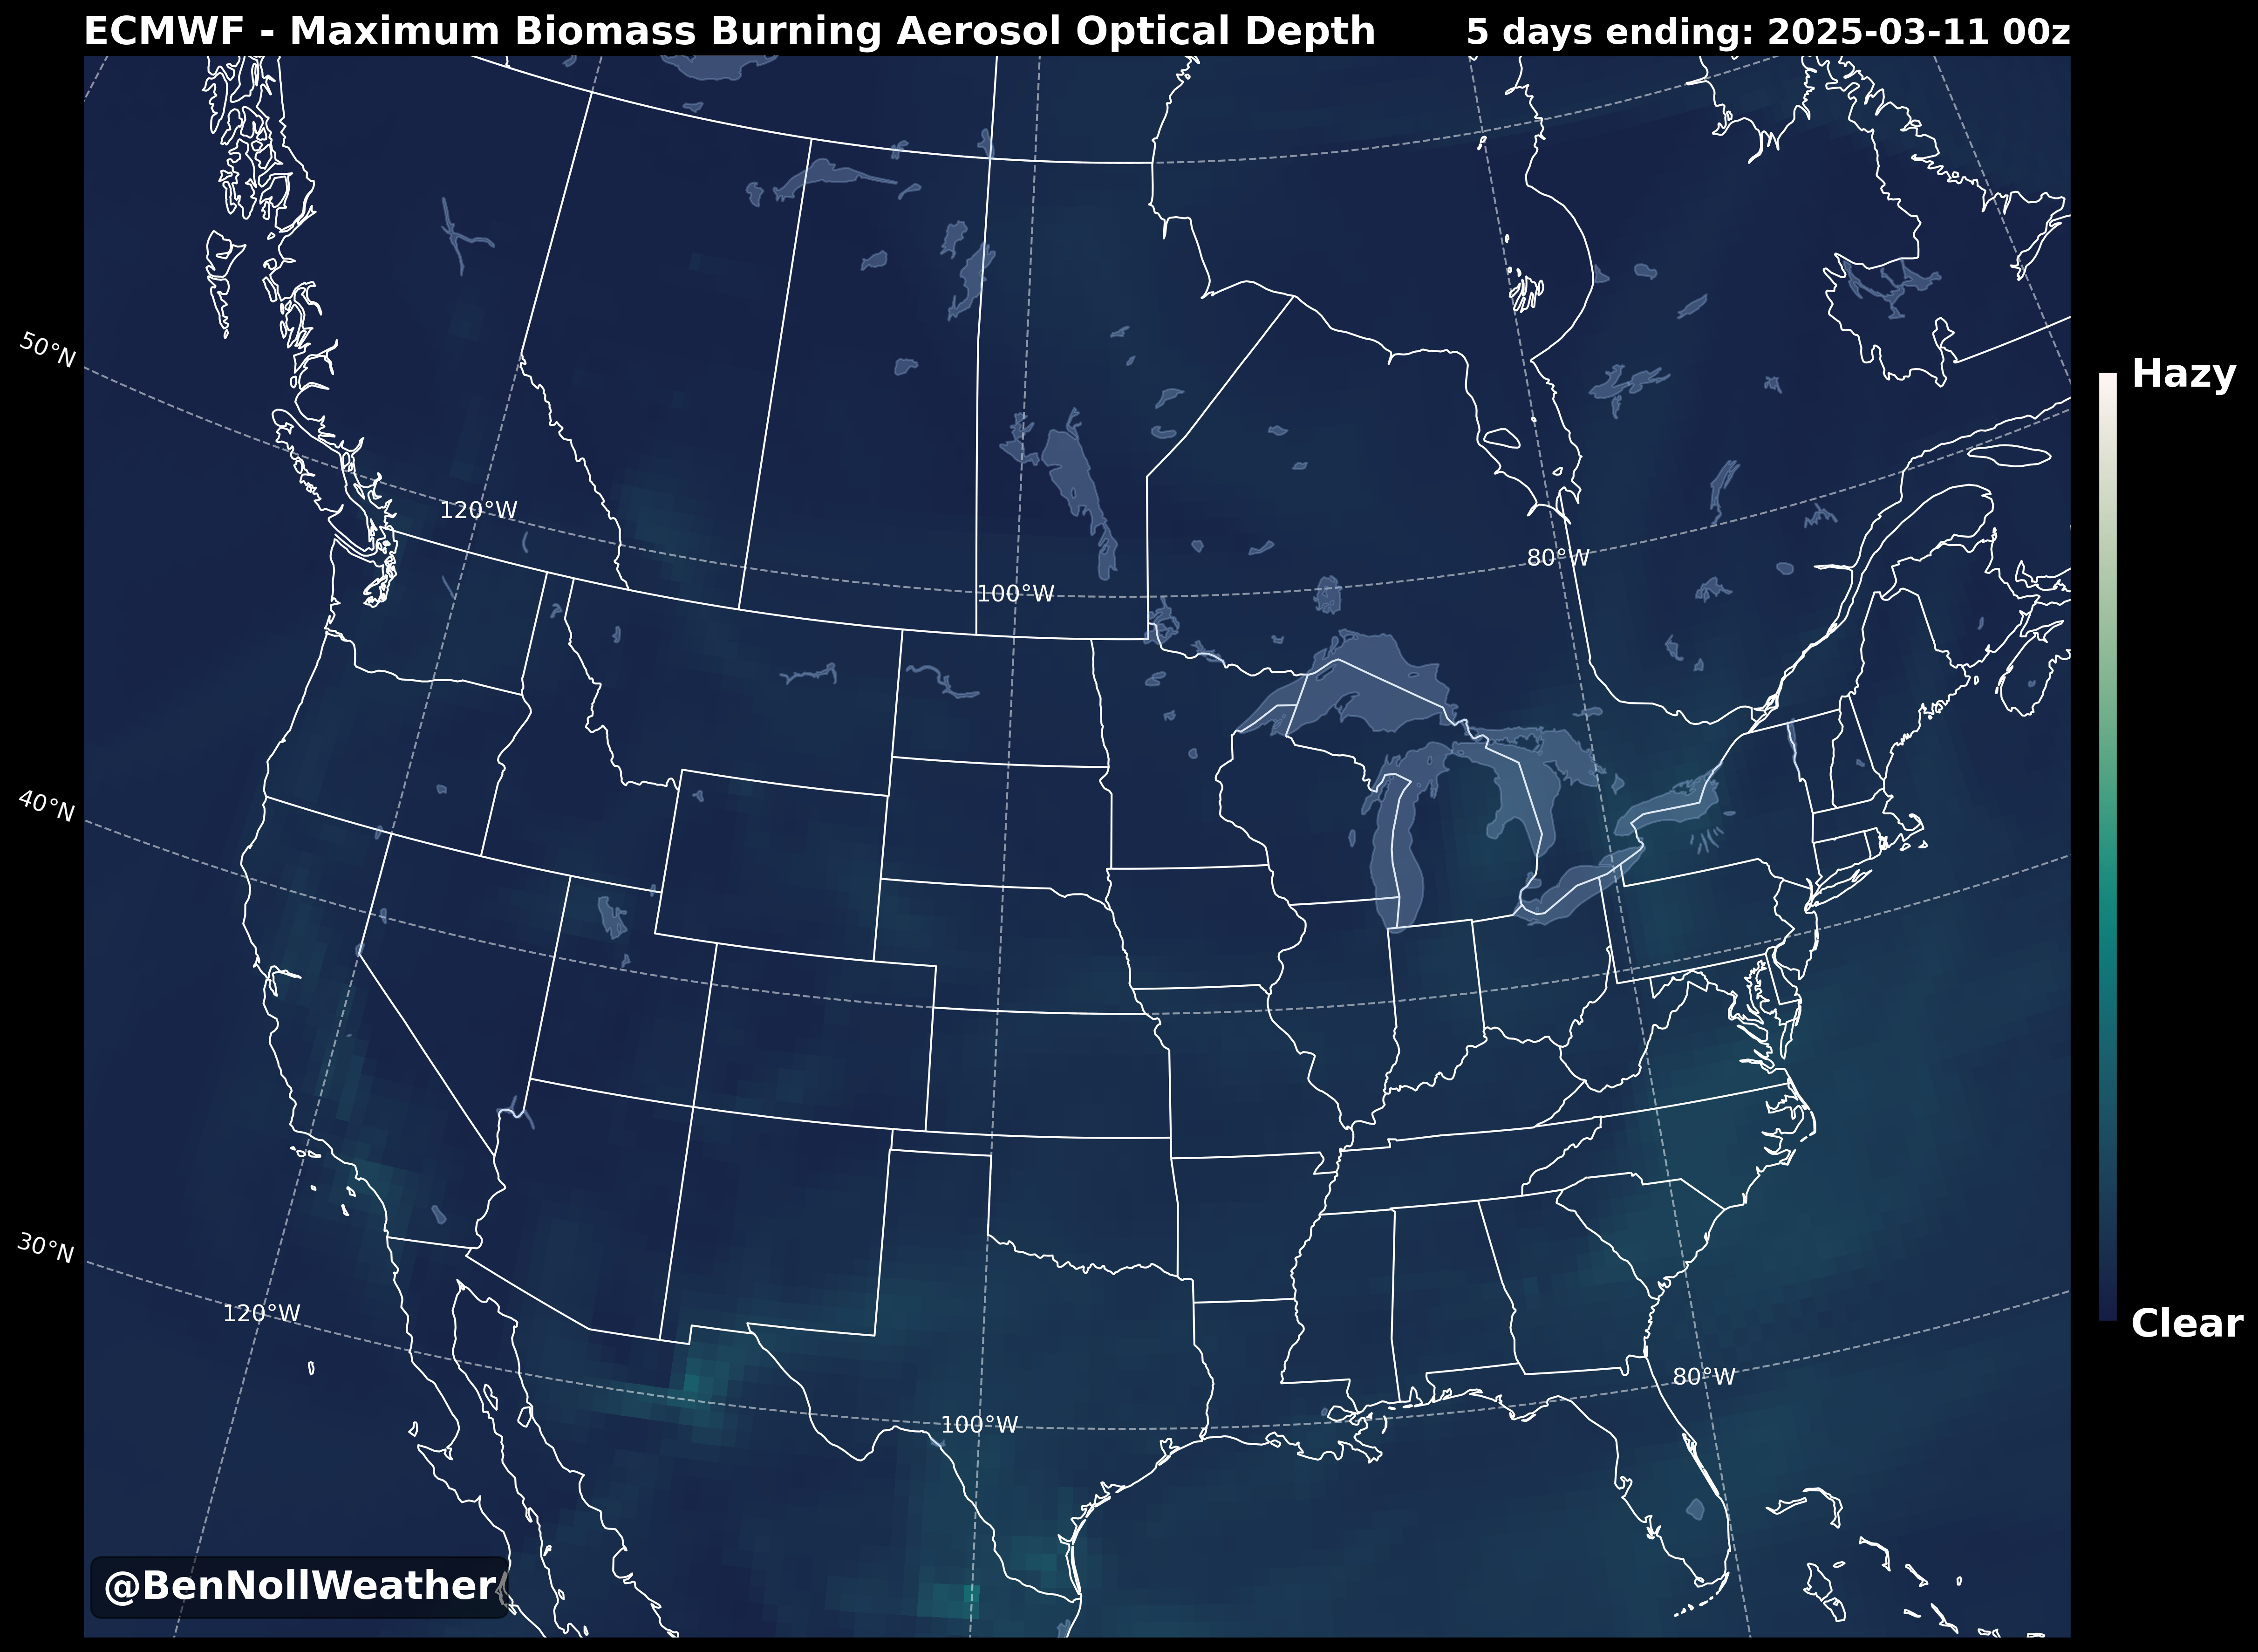 ECMWF - Maximum Biomass Burning Aerosol Optical Depth
5 days ending: 2025-03-11 00z
50°N
Hazy
120°W
80°W
100°W
40°N
30°N
120°W
Clear
80°W
100°W
@BenNollWeather